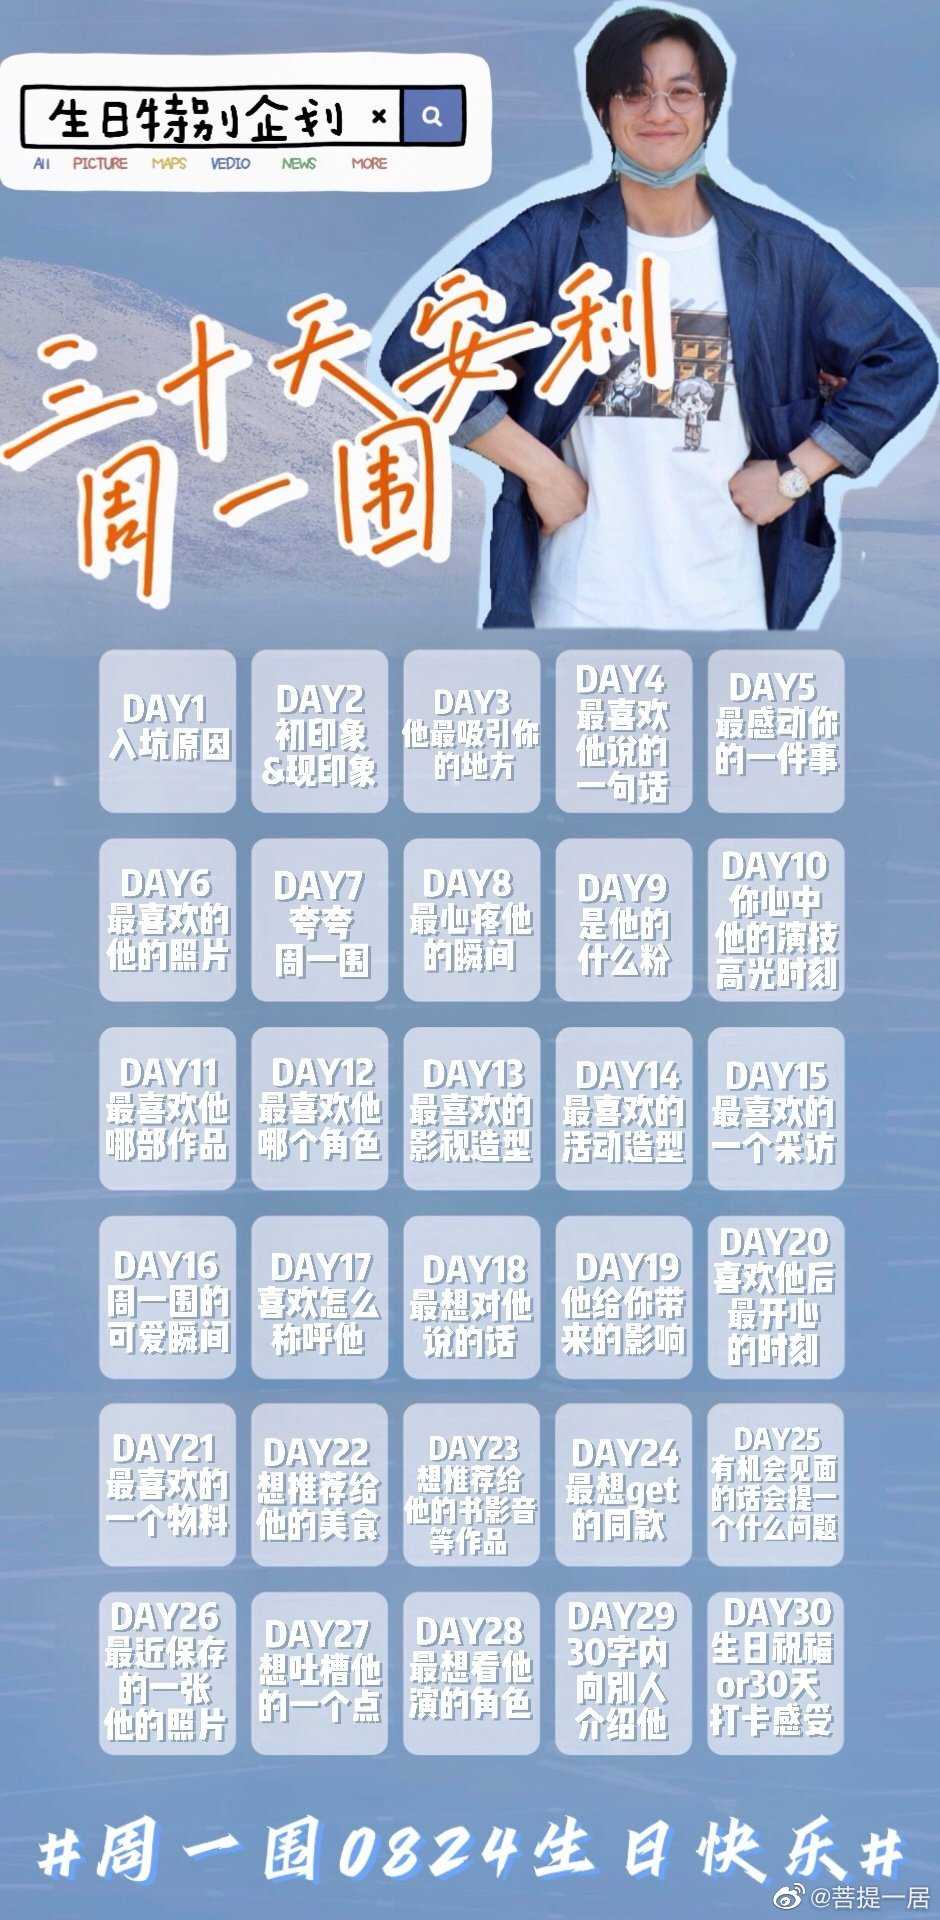 生日特别企划 ×
All PICTURE MAPS VEDIO NEWS MORE
三十天安利
周一围
DAY1
入坑原因
DAY2
初印象
&现印象
DAY3
他最吸引你
的地方
DAY4
最喜欢
他说的
一句话
DAY5
最感动你
的一件事
DAY6
最喜欢的
他的照片
DAY7
夸夸
周一围
DAY8
最心疼他
的瞬间
DAY9
是他的
什么粉
DAY10
你心中
他的演技
高光时刻
DAY11
最喜欢他
哪部作品
DAY12
最喜欢他
哪个角色
DAY13
最喜欢的
影视造型
DAY14
最喜欢的
活动造型
DAY15
最喜欢的
一个采访
DAY16
周一围的
可爱瞬间
DAY17
喜欢怎么
称呼他
DAY18
最想对他
说的话
DAY19
他给你带
来的影响
DAY20
喜欢他后
最开心
的时刻
DAY21
最喜欢的
一个物料
DAY22
想推荐给
他的美食
DAY23
想推荐给
他的书影音
等作品
DAY24
最想get
的同款
DAY25
有机会见面
的话会提一
个什么问题
DAY26
最近保存
的一张
他的照片
DAY27
想吐槽他
的一个点
DAY28
最想看他
演的角色
DAY29
30字内
向别人
介绍他
DAY30
生日祝福
or30天
打卡感受
#周一围0824生日快乐#
@菩提一居